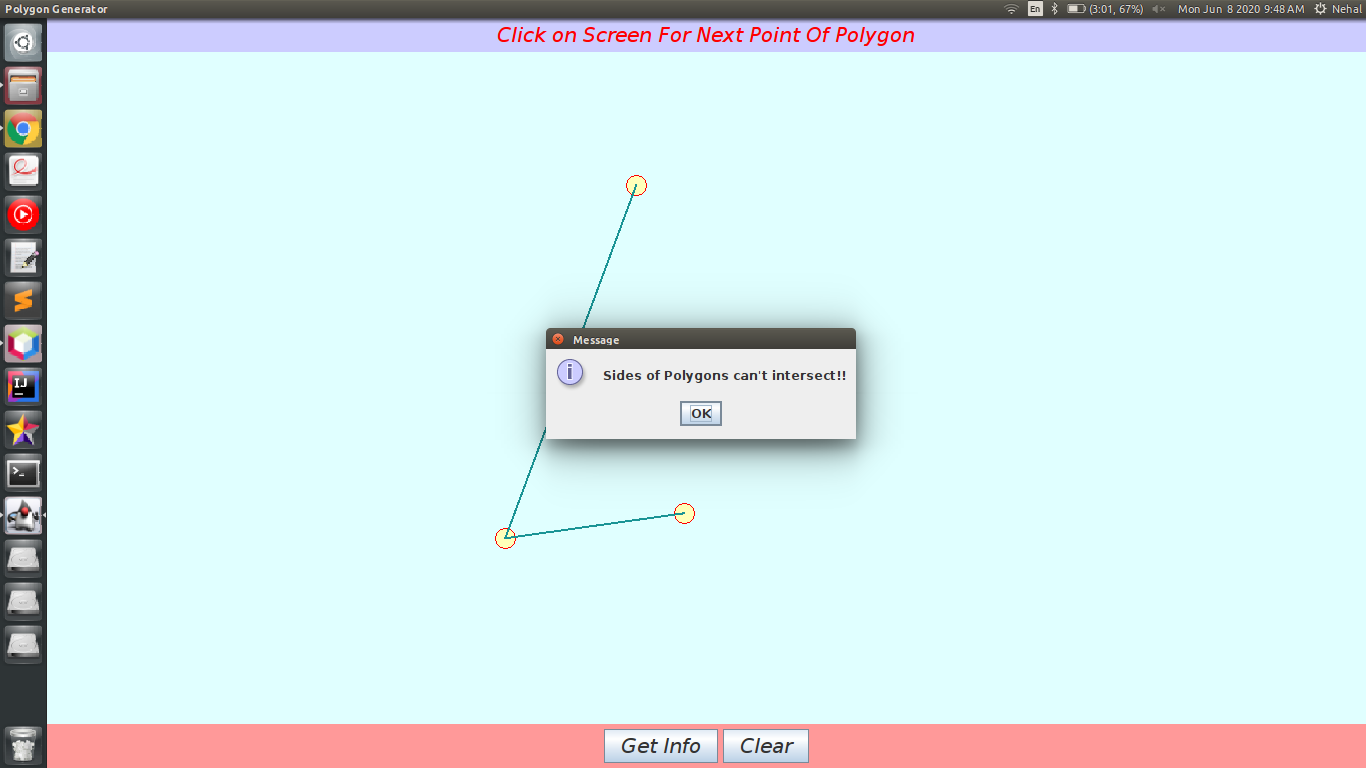 Polygon Generator
En (3:01, 67%) Mon Jun 8 2020 9:48 AM Nehal
Click on Screen For Next Point Of Polygon
Message
i Sides of Polygons can't intersect!!
OK
IJ
>_
Get Info Clear